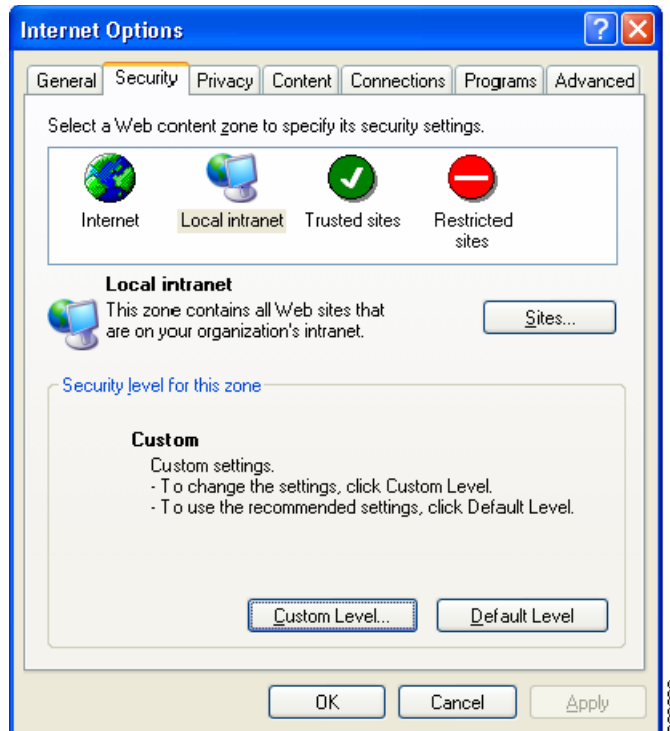 Internet Options
General Security Privacy Content Connections Programs Advanced
Select a Web content zone to specify its security settings.
Internet Local intranet Trusted sites Restricted sites
Local intranet
This zone contains all Web sites that
are on your organization's intranet.
Sites...
Security level for this zone
Custom
Custom settings.
- To change the settings, click Custom Level.
- To use the recommended settings, click Default Level.
Custom Level... Default Level
OK Cancel Apply